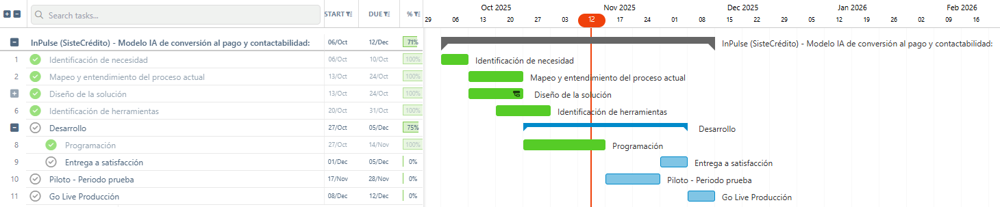 Search tasks...
START DUE %
Oct 2025 Nov 2025 Dec 2025 Jan 2026 Feb 2026
29 06 13 20 27 03 12 17 24 01 08 15 22 29 05 12 19 26 02 09 16
InPulse (SisteCrédito) - Modelo IA de conversión al pago y contactabilidad: 06/Oct 12/Dec 71% InPulse (SisteCrédito) - Modelo IA de conversión al pago y contactabilidad:
1 Identificación de necesidad 06/Oct 10/Oct 100% Identificación de necesidad
2 Mapeo y entendimiento del proceso actual 13/Oct 24/Oct 100% Mapeo y entendimiento del proceso actual
Diseño de la solución 13/Oct 24/Oct 100% Diseño de la solución
6 Identificación de herramientas 20/Oct 31/Oct 100% Identificación de herramientas
Desarrollo 27/Oct 05/Dec 75% Desarrollo
8 Programación 27/Oct 14/Nov 100% Programación
9 Entrega a satisfacción 01/Dec 05/Dec 0% Entrega a satisfacción
10 Piloto - Periodo prueba 17/Nov 28/Nov 0% Piloto - Periodo prueba
11 Go Live Producción 08/Dec 12/Dec 0% Go Live Producción